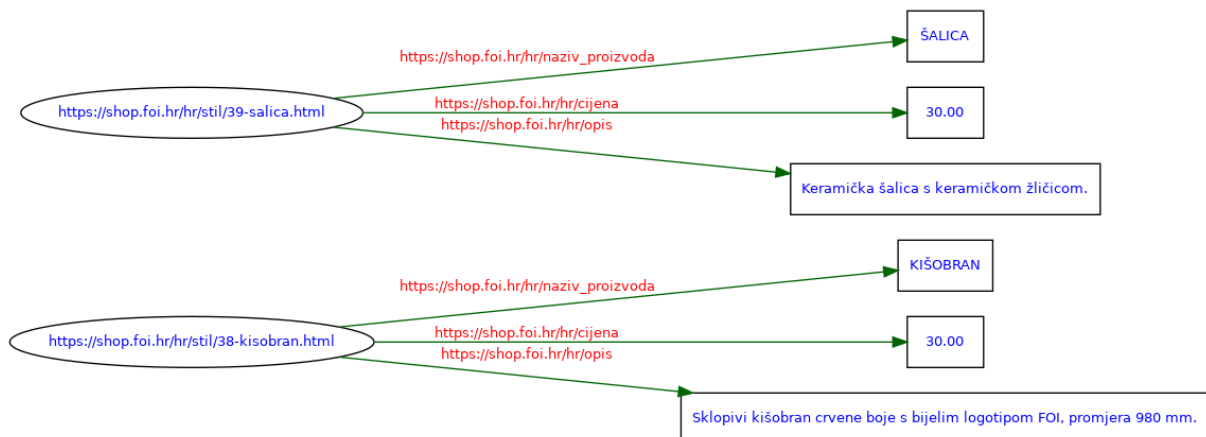 ŠALICA
https://shop.foi.hr/hr/naziv_proizvoda
https://shop.foi.hr/hr/stil/39-salica.html
https://shop.foi.hr/hr/cijena
30.00
https://shop.foi.hr/hr/opis
Keramička šalica s keramičkom žličicom.
KIŠOBRAN
https://shop.foi.hr/hr/naziv_proizvoda
https://shop.foi.hr/hr/stil/38-kisobran.html
https://shop.foi.hr/hr/cijena
30.00
https://shop.foi.hr/hr/opis
Sklopivi kišobran crvene boje s bijelim logotipom FOI, promjera 980 mm.